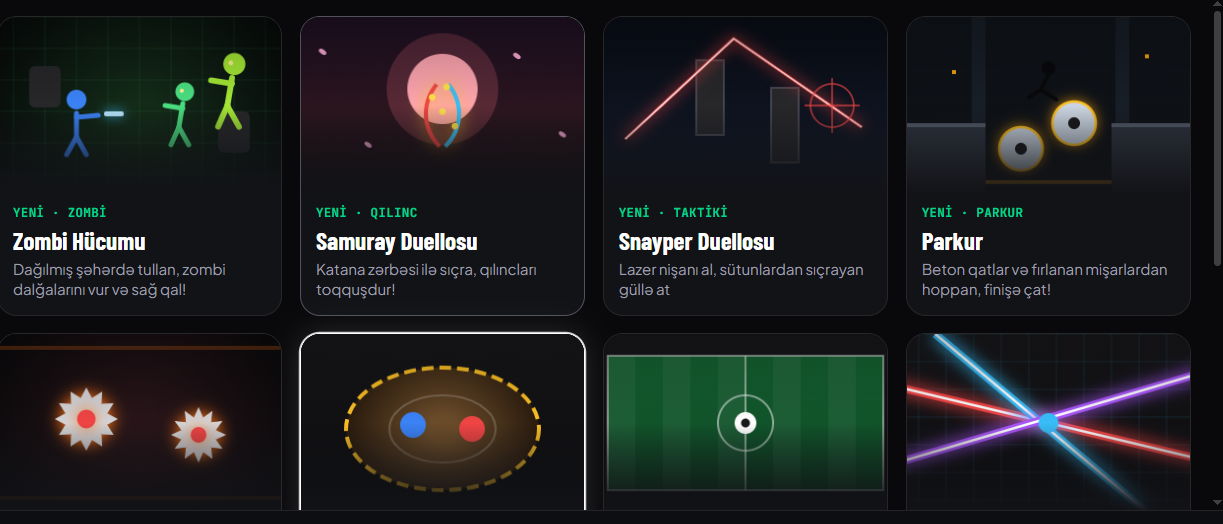 YENİ · ZOMBİ
Zombi Hücumu
Dağılmış şəhərdə tullan, zombi
dalğalarını vur və sağ qal!
YENİ · QILINC
Samuray Duellosu
Katana zərbəsi ilə sıçra, qılıncları
toqquşdur!
YENİ · TAKTİKİ
Snayper Duellosu
Lazer nişanı al, sütunlardan sıçrayan
güllə at
YENİ · PARKUR
Parkur
Beton qatlar və fırlanan mişarlardan
hoppan, finişə çat!